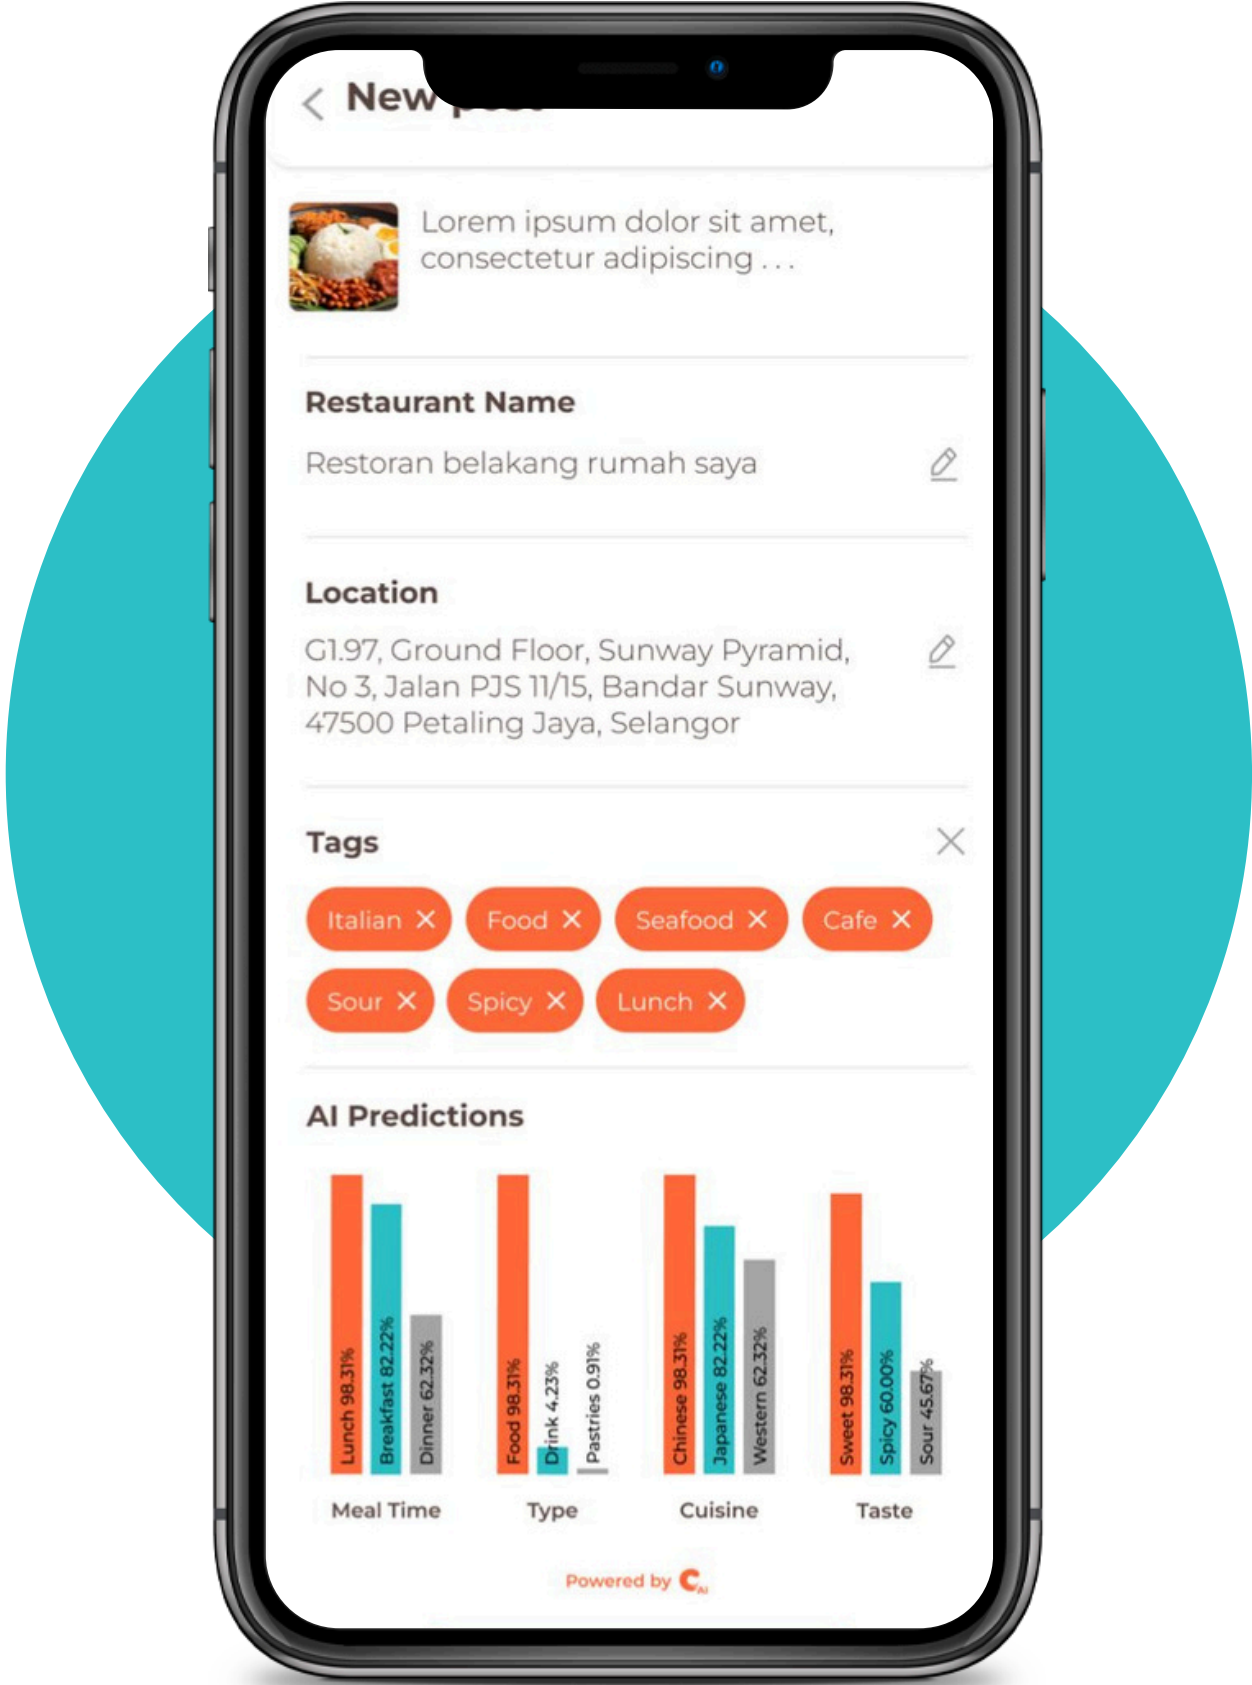 New
Lorem ipsum dolor sit amet,
consectetur adipiscing ...
Restaurant Name
Restoran belakang rumah saya
Location
G1.97, Ground Floor, Sunway Pyramid,
No 3, Jalan PJS 11/15, Bandar Sunway,
47500 Petaling Jaya, Selangor
Tags
Italian × Food × Seafood × Cafe ×
Sour × Spicy × Lunch ×
AI Predictions
Lunch 98.31%
Breakfast 82.22%
Dinner 62.32%
Food 98.31%
Drink 4.23%
Pastries 0.91%
Chinese 98.31%
Japanese 82.22%
Western 62.32%
Sweet 98.31%
Spicy 60.00%
Sour 45.67%
Meal Time Type Cuisine Taste
Powered by C AI